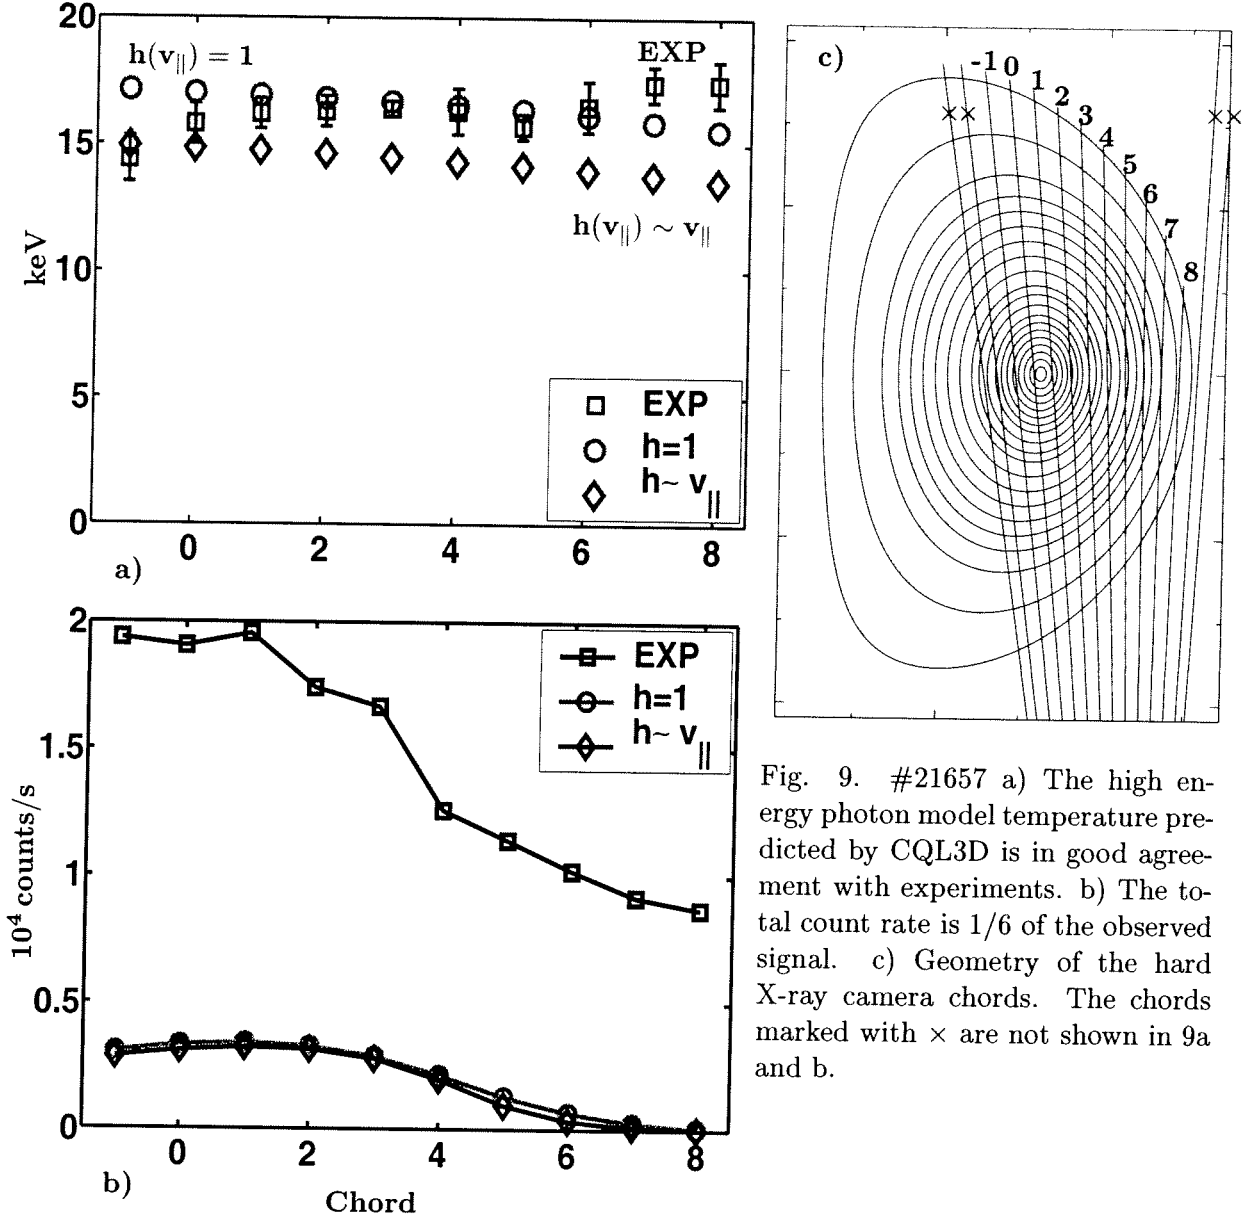 20
15
10
5
0
keV
h(v||) = 1
EXP
h(v||) ∼ v||
EXP
h=1
h~ v||
0 2 4 6 8
a)
2
1.5
1
0.5
0
10⁴ counts/s
EXP
h=1
h~ v||
0 2 4 6 8
b)
Chord
c)
-1 0 1 2 3 4 5 6 7 8
× × × ×
Fig. 9. #21657 a) The high en-
ergy photon model temperature pre-
dicted by CQL3D is in good agree-
ment with experiments. b) The to-
tal count rate is 1/6 of the observed
signal. c) Geometry of the hard
X-ray camera chords. The chords
marked with × are not shown in 9a
and b.